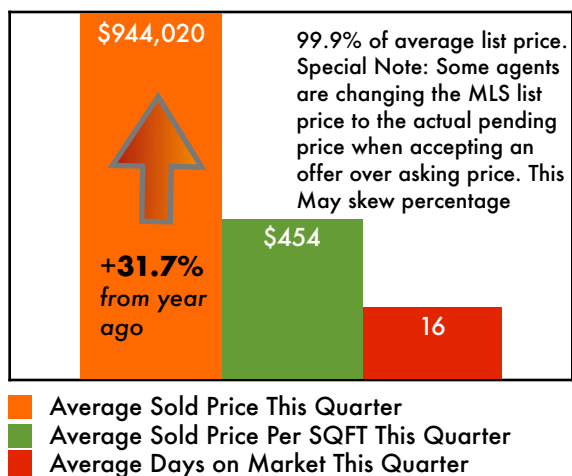 $944,020
99.9% of average list price.
Special Note: Some agents
are changing the MLS list
price to the actual pending
price when accepting an
offer over asking price. This
May skew percentage
+31.7%
from year
ago
$454
16
Average Sold Price This Quarter
Average Sold Price Per SQFT This Quarter
Average Days on Market This Quarter